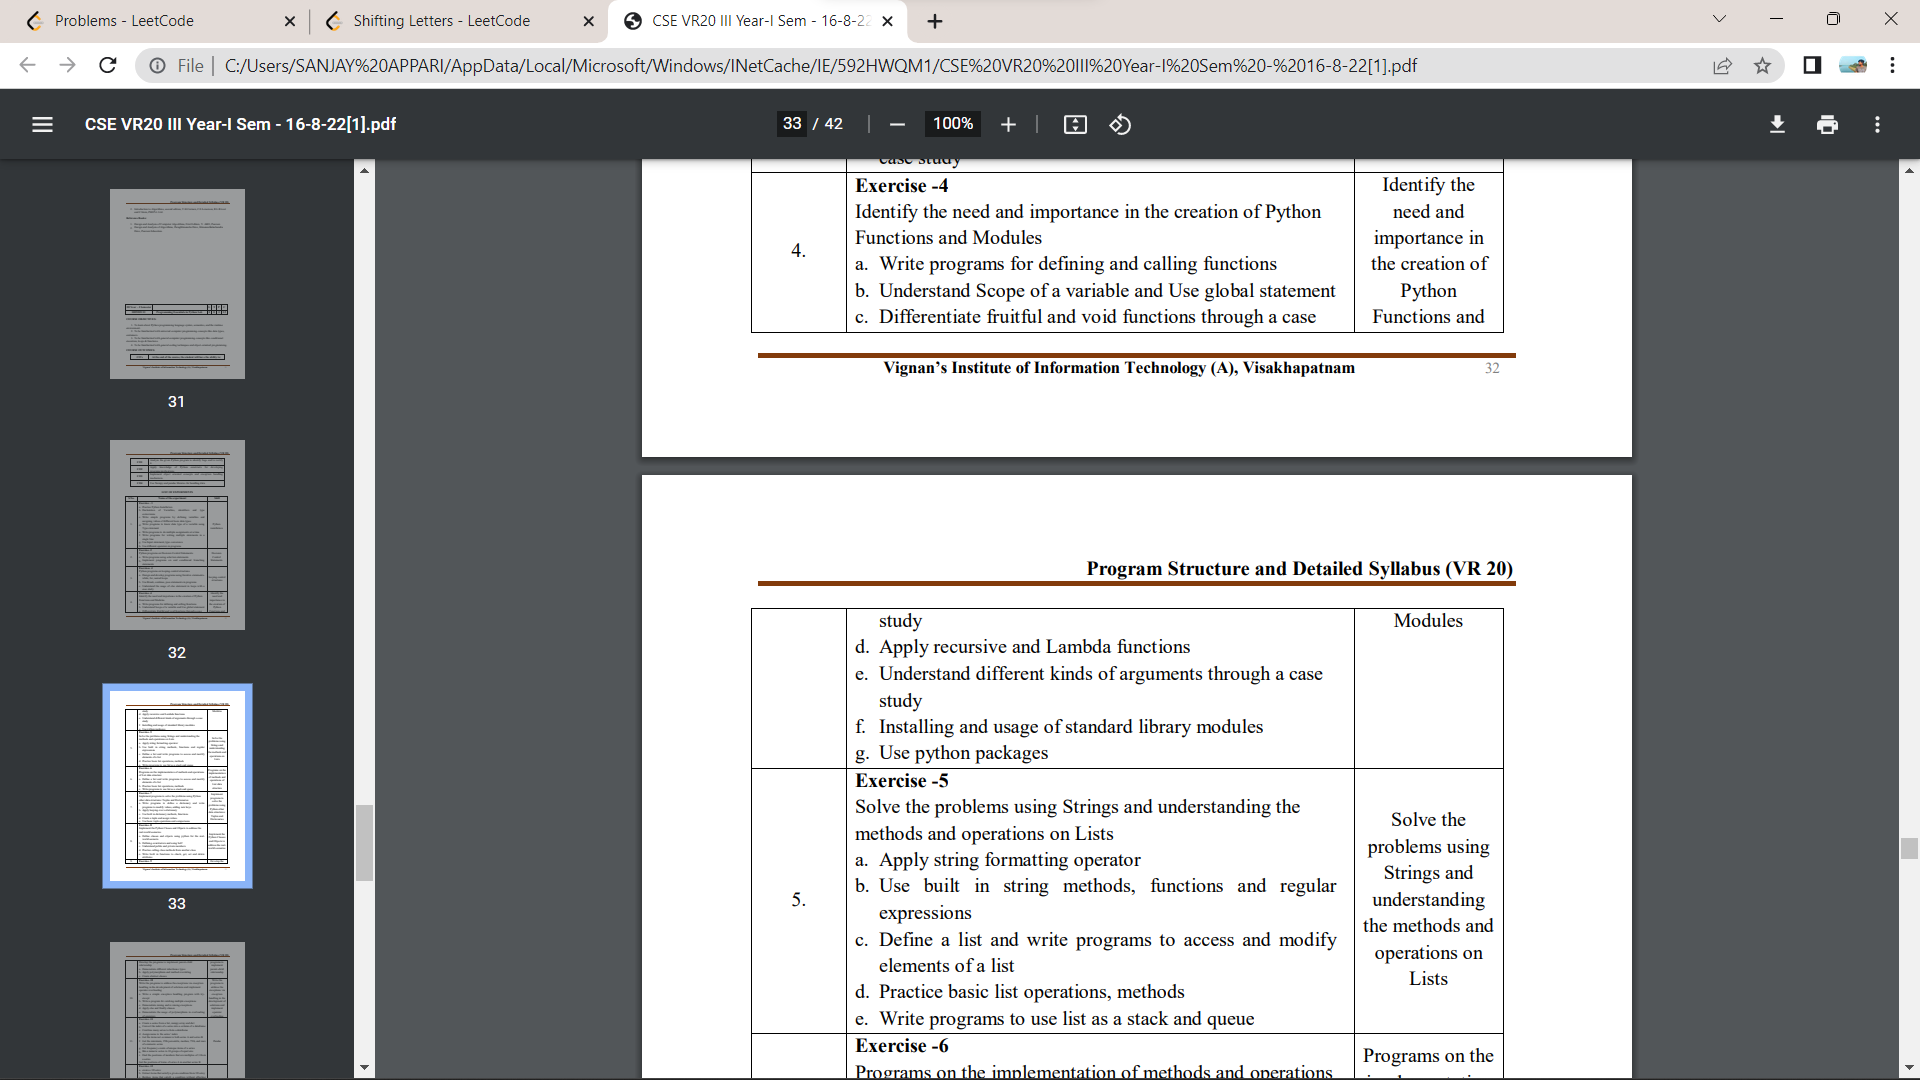 Problems - LeetCode
Shifting Letters - LeetCode
CSE VR20 III Year-I Sem - 16-8-22
File
C:/Users/SANJAY%20APPARI/AppData/Local/Microsoft/Windows/INetCache/IE/592HWQM1/CSE%20VR20%20III%20Year-I%20Sem%20-%2016-8-22[1].pdf
CSE VR20 III Year-I Sem - 16-8-22[1].pdf
33 / 42
100%
31
32
33
case study
4.
Exercise -4
Identify the need and importance in the creation of Python
Functions and Modules
a. Write programs for defining and calling functions
b. Understand Scope of a variable and Use global statement
c. Differentiate fruitful and void functions through a case
Identify the
need and
importance in
the creation of
Python
Functions and
Vignan's Institute of Information Technology (A), Visakhapatnam
32
Program Structure and Detailed Syllabus (VR 20)
study
d. Apply recursive and Lambda functions
e. Understand different kinds of arguments through a case
study
f. Installing and usage of standard library modules
g. Use python packages
Modules
5.
Exercise -5
Solve the problems using Strings and understanding the
methods and operations on Lists
a. Apply string formatting operator
b. Use built in string methods, functions and regular
expressions
c. Define a list and write programs to access and modify
elements of a list
d. Practice basic list operations, methods
e. Write programs to use list as a stack and queue
Solve the
problems using
Strings and
understanding
the methods and
operations on
Lists
Exercise -6
Programs on the implementation of methods and operations
Programs on the